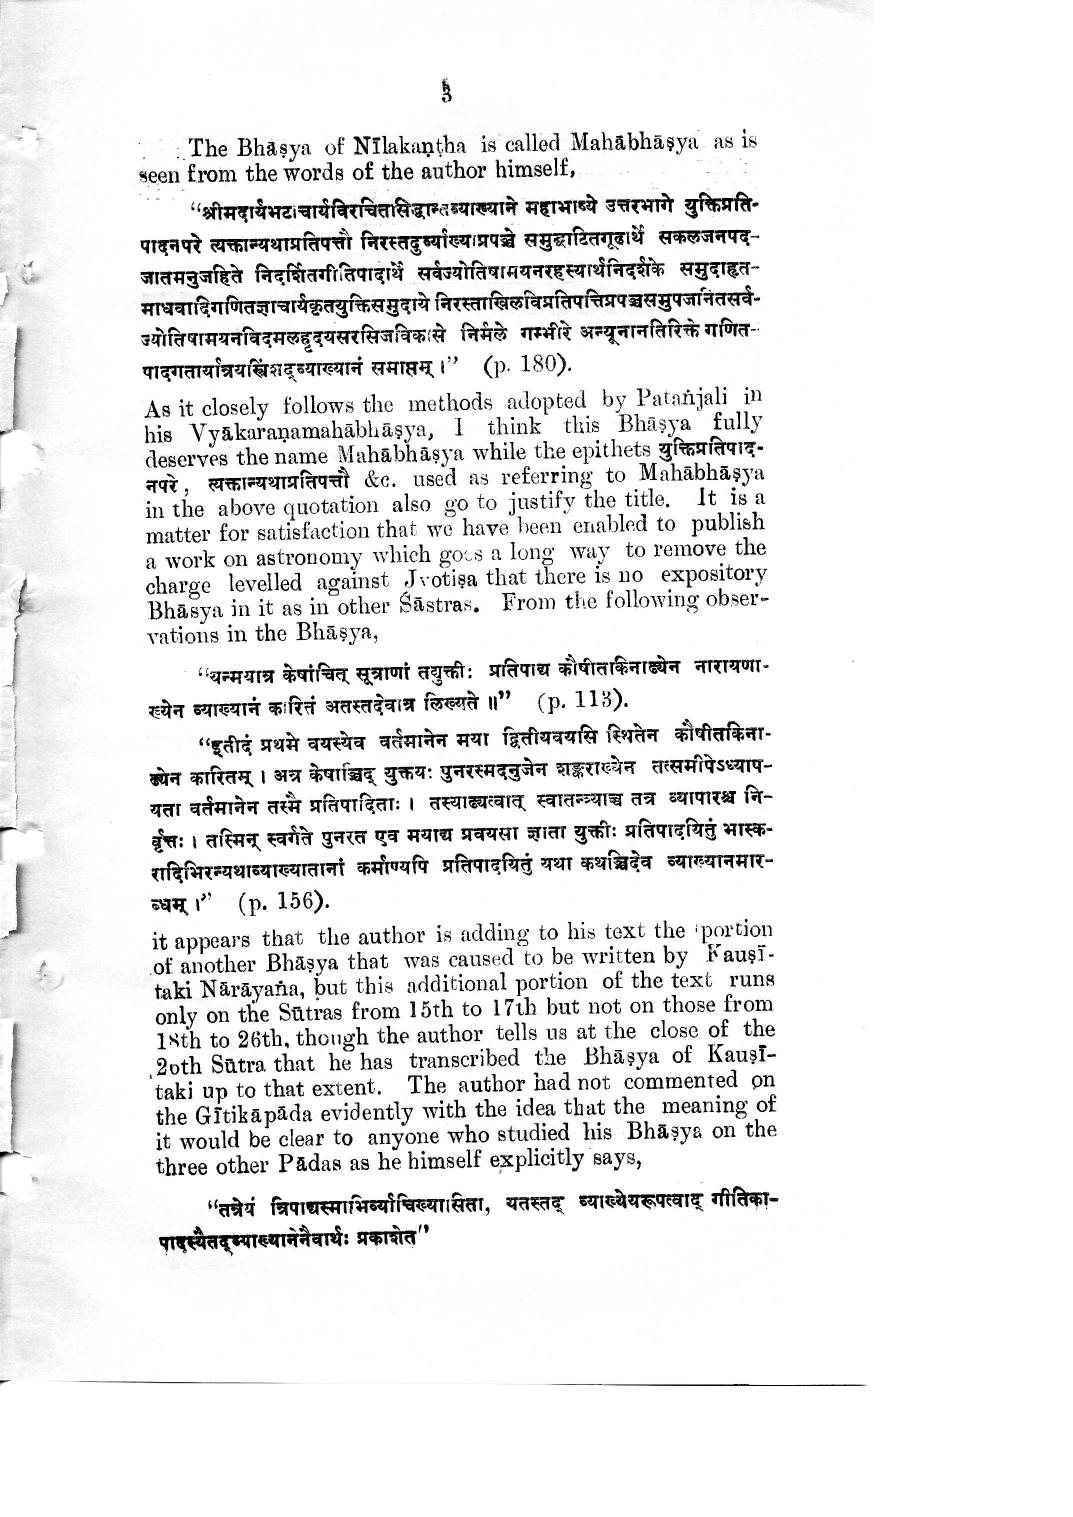 3
The Bhāṣya of Nīlakaṇṭha is called Mahābhāṣya as is
seen from the words of the author himself,
“श्रीमदार्यभटाचार्यविरचितसिद्धान्तव्याख्याने महाभाष्ये उत्तरभागे युक्तिप्रति-
पादनपरे त्यक्तान्यथाप्रतिपत्तौ निरस्तदुर्व्याख्याप्रपञ्चे समुद्घाटितगूढार्थे सकलजनपद-
जातमनुजहिते निदर्शितगीतिपादार्थे सर्वज्योतिषामयनरहस्यार्थनिदर्शके समुदाहृत-
माधवादिगणितज्ञाचार्यकृतयुक्तिसमुदाये निरस्ताखिलविप्रतिपत्तिप्रपञ्चसमुपजनितसर्व-
ज्योतिषामयनविदमलहृदयसरसिजविकासे निर्मले गम्भीरे अन्यूनानतिरिक्ते गणित-
पादगतार्यात्रयस्त्रिंशद्व्याख्यानं समाप्तम् ।” (p. 180).
As it closely follows the methods adopted by Patañjali in
his Vyākaraṇamahābhāṣya, I think this Bhāṣya fully
deserves the name Mahābhāṣya while the epithets युक्तिप्रतिपाद-
नपरे, त्यक्तान्यथाप्रतिपत्तौ &c. used as referring to Mahābhāṣya
in the above quotation also go to justify the title. It is a
matter for satisfaction that we have been enabled to publish
a work on astronomy which goes a long way to remove the
charge levelled against Jyotiṣa that there is no expository
Bhāṣya in it as in other Śāstras. From the following obser-
vations in the Bhāṣya,
“यन्मयात्र केषांचित् सूत्राणां तद्युक्तीः प्रतिपाद्य कौषीतकिनाढ्येन नारायणा-
ख्येन व्याख्यानं कारितं अतस्तदेवात्र लिख्यते ॥” (p. 113).
“इतीदं प्रथमे वयस्येव वर्तमानेन मया द्वितीयवयसि स्थितेन कौषीतकिना-
ढ्येन कारितम् । अत्र केषाञ्चिद् युक्तयः पुनरस्मदनुजेन शङ्कराख्येन तत्समीपेऽध्याप-
यता वर्तमानेन तस्मै प्रतिपादिताः । तस्याढ्यत्वात् स्वातन्त्र्याच्च तत्र व्यापारश्च नि-
र्वृत्तः । तस्मिन् स्वर्गते पुनरत एव मयाद्य प्रवयसा ज्ञाता युक्तीः प्रतिपादयितुं भास्क-
रादिभिरन्यथाव्याख्यातानां कर्माण्यपि प्रतिपादयितुं यथा कथञ्चिदेव व्याख्यानमार-
ब्धम् ।” (p. 156).
it appears that the author is adding to his text the portion
of another Bhāṣya that was caused to be written by Kauṣī-
taki Nārāyaña, but this additional portion of the text runs
only on the Sūtras from 15th to 17th but not on those from
18th to 26th, though the author tells us at the close of the
26th Sūtra that he has transcribed the Bhāṣya of Kauṣī-
taki up to that extent. The author had not commented on
the Gītikāpāda evidently with the idea that the meaning of
it would be clear to anyone who studied his Bhāṣya on the
three other Pādas as he himself explicitly says,
“तत्रेयं त्रिपाद्यस्माभिर्व्याचिख्यासिता, यतस्तद् व्याख्येयरूपत्वाद् गीतिका-
पादस्यैतद्व्याख्यानेनैवार्थः प्रकाशेत”